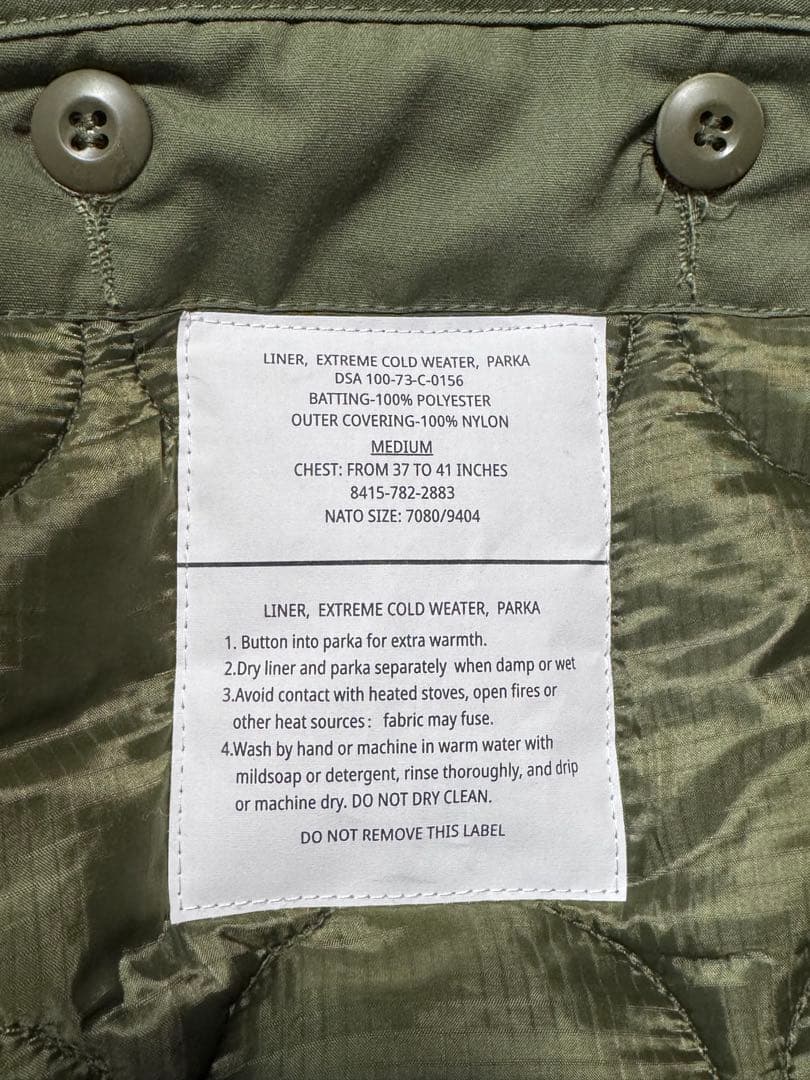 LINER, EXTREME COLD WEATER, PARKA
DSA 100-73-C-0156
BATTING-100% POLYESTER
OUTER COVERING-100% NYLON
MEDIUM
CHEST: FROM 37 TO 41 INCHES
8415-782-2883
NATO SIZE: 7080/9404
LINER, EXTREME COLD WEATER, PARKA
1. Button into parka for extra warmth.
2.Dry liner and parka separately when damp or wet
3.Avoid contact with heated stoves, open fires or
other heat sources: fabric may fuse.
4.Wash by hand or machine in warm water with
mildsoap or detergent, rinse thoroughly, and drip
or machine dry. DO NOT DRY CLEAN.
DO NOT REMOVE THIS LABEL